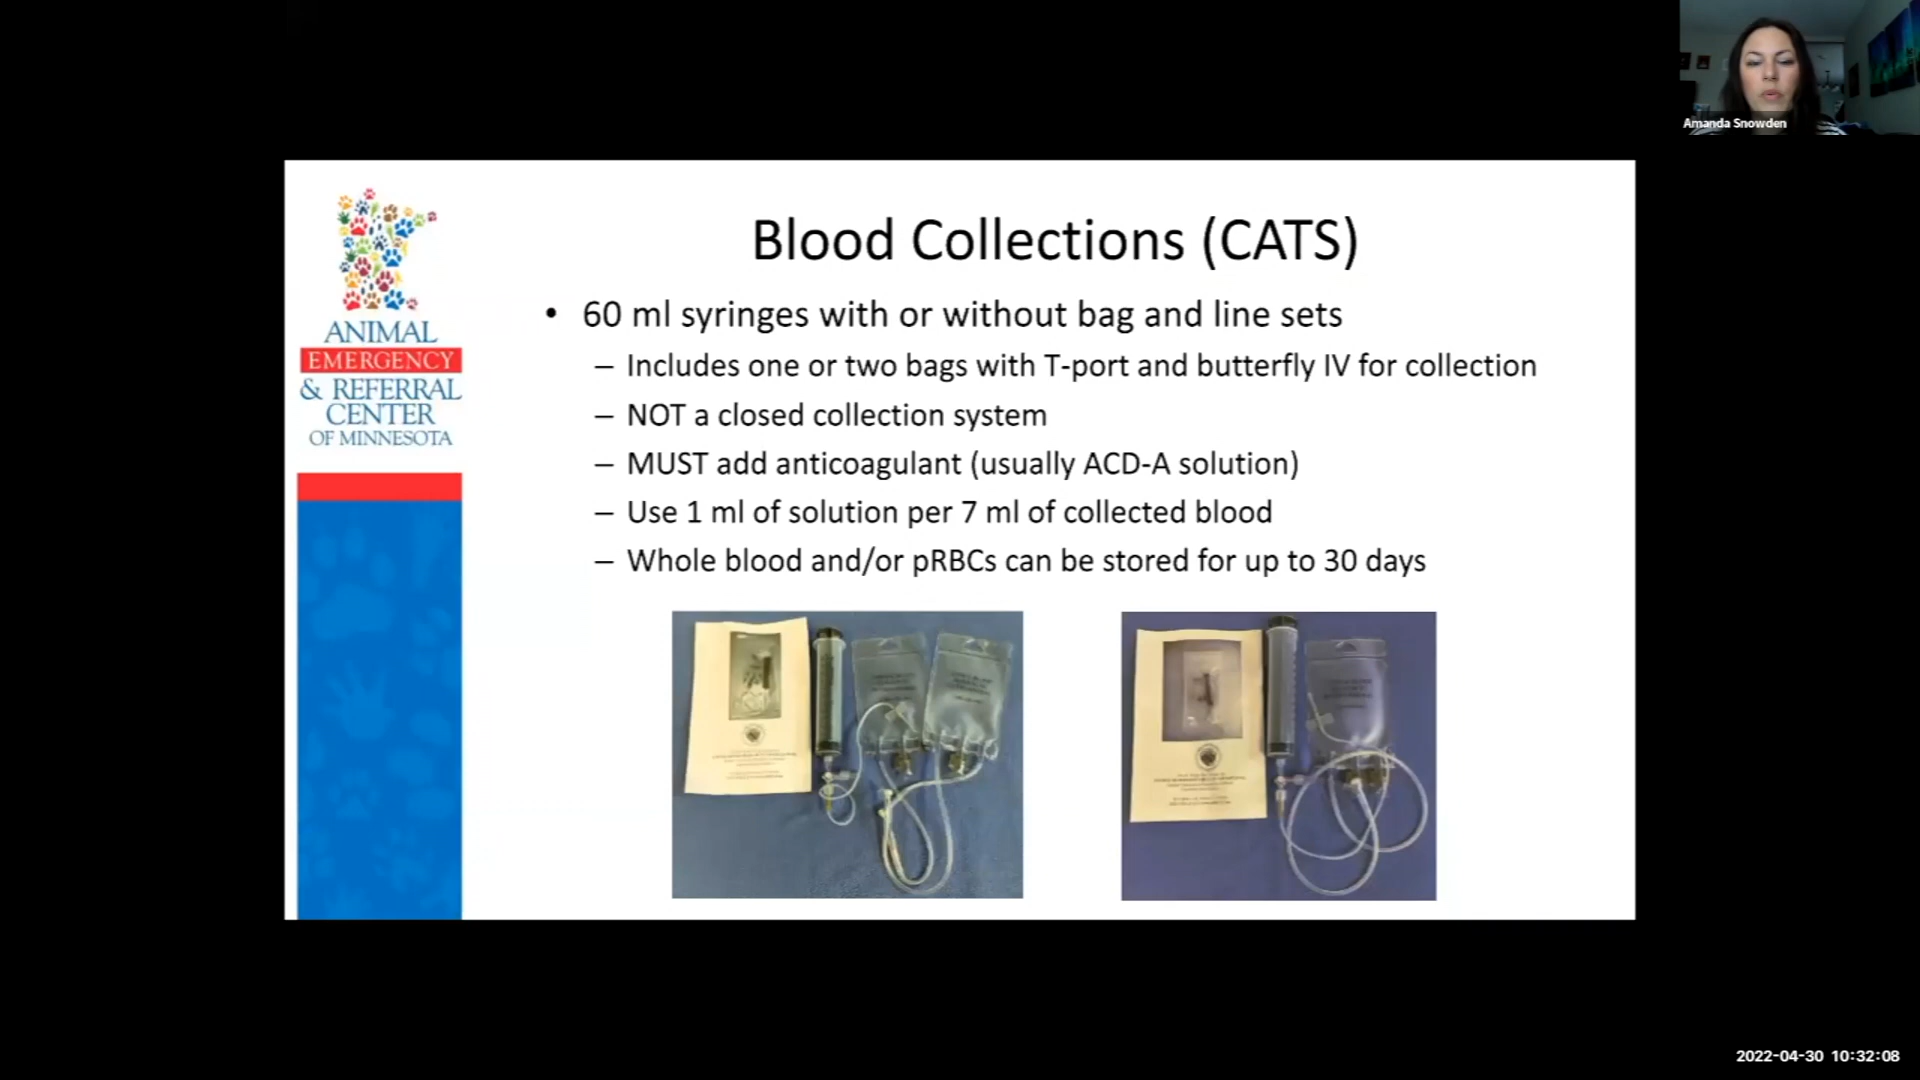 Amanda Snowden
ANIMAL
EMERGENCY
& REFERRAL
CENTER
OF MINNESOTA
Blood Collections (CATS)
• 60 ml syringes with or without bag and line sets
– Includes one or two bags with T-port and butterfly IV for collection
– NOT a closed collection system
– MUST add anticoagulant (usually ACD-A solution)
– Use 1 ml of solution per 7 ml of collected blood
– Whole blood and/or pRBCs can be stored for up to 30 days
2022-04-30 10:32:08